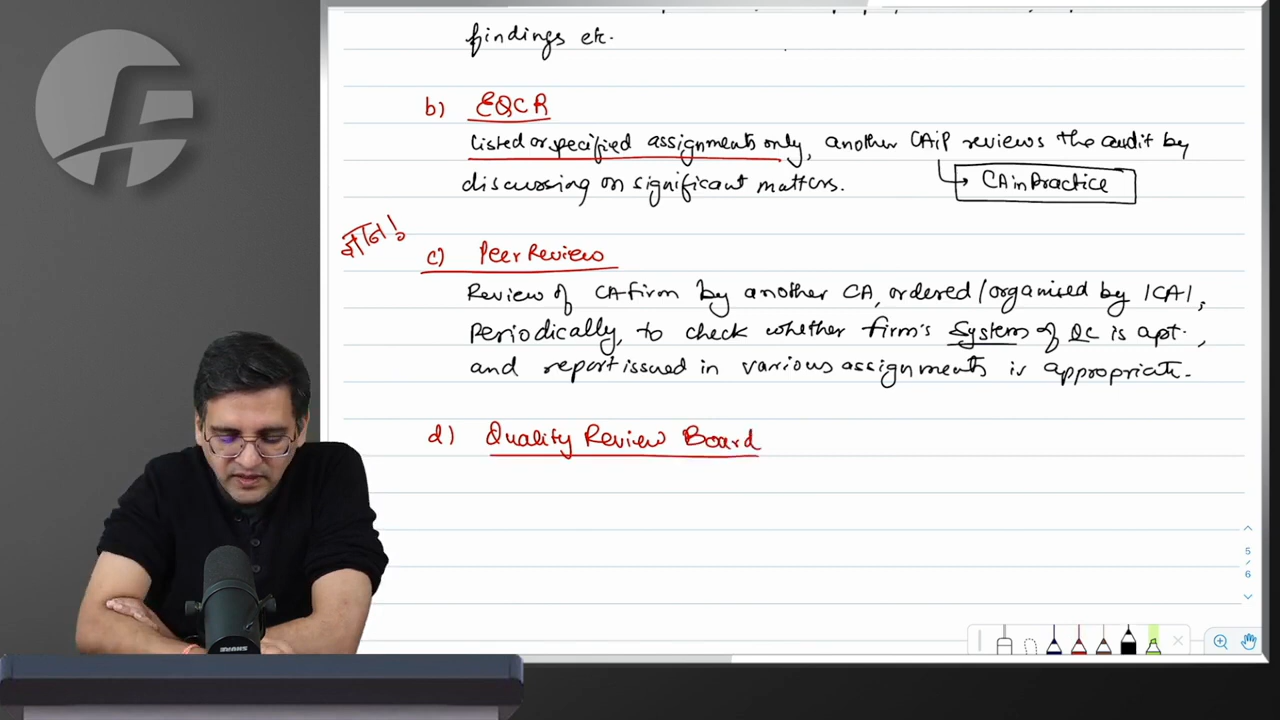 findings etc.
b) EQCR
Listed or specified assignments only, another CAiP reviews the audit by
discussing on significant matters.
CA in Practice
ज्ञान!
c) Peer Review
Review of CA firm by another CA, ordered/organised by ICAI,
Periodically, to check whether firm's System of QC is apt.,
and report issued in various assignments is appropriate.
d) Quality Review Board
5
/
6